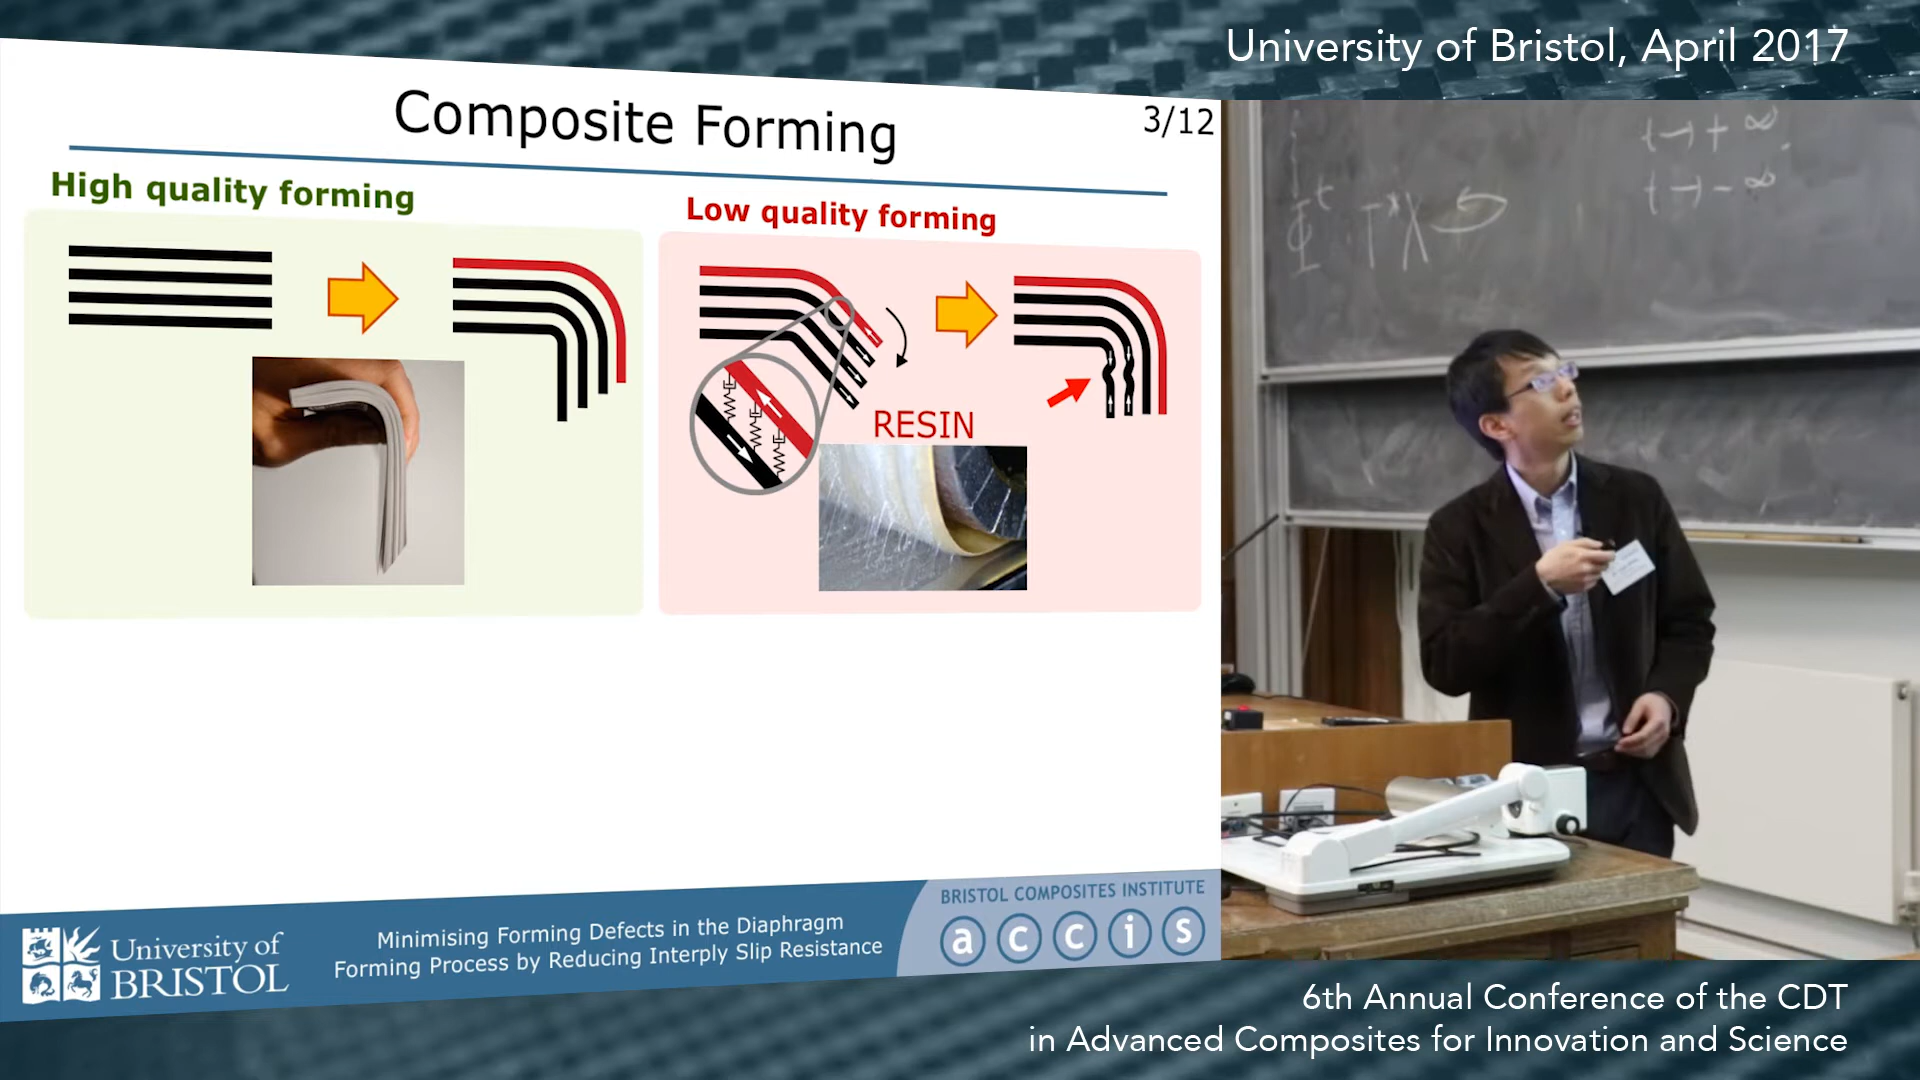 University of Bristol, April 2017
Composite Forming
3/12
High quality forming
Low quality forming
RESIN
t → + ∞
t → - ∞
University of
BRISTOL
Minimising Forming Defects in the Diaphragm
Forming Process by Reducing Interply Slip Resistance
BRISTOL COMPOSITES INSTITUTE
accis
6th Annual Conference of the CDT
in Advanced Composites for Innovation and Science